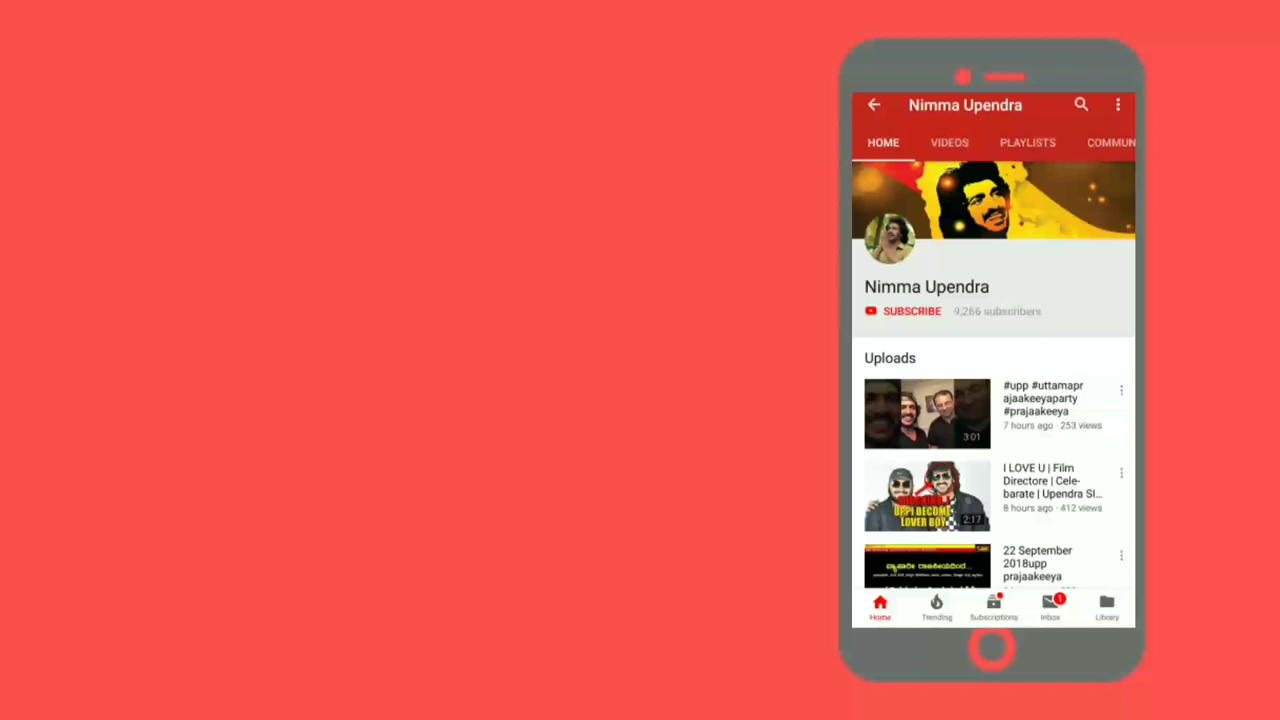 Nimma Upendra
HOME VIDEOS PLAYLISTS COMMUN
Nimma Upendra
SUBSCRIBE 9,266 subscribers
Uploads
#upp #uttamapr
ajaakeeyaparty
#prajaakeeya
7 hours ago · 253 views
3:01
I LOVE U | Film
Directore | Cele-
barate | Upendra Sl...
8 hours ago · 412 views
UPPI BECOME
LOVER BOY
2:17
22 September
2018upp
prajaakeeya
Home Trending Subscriptions Inbox 1 Library